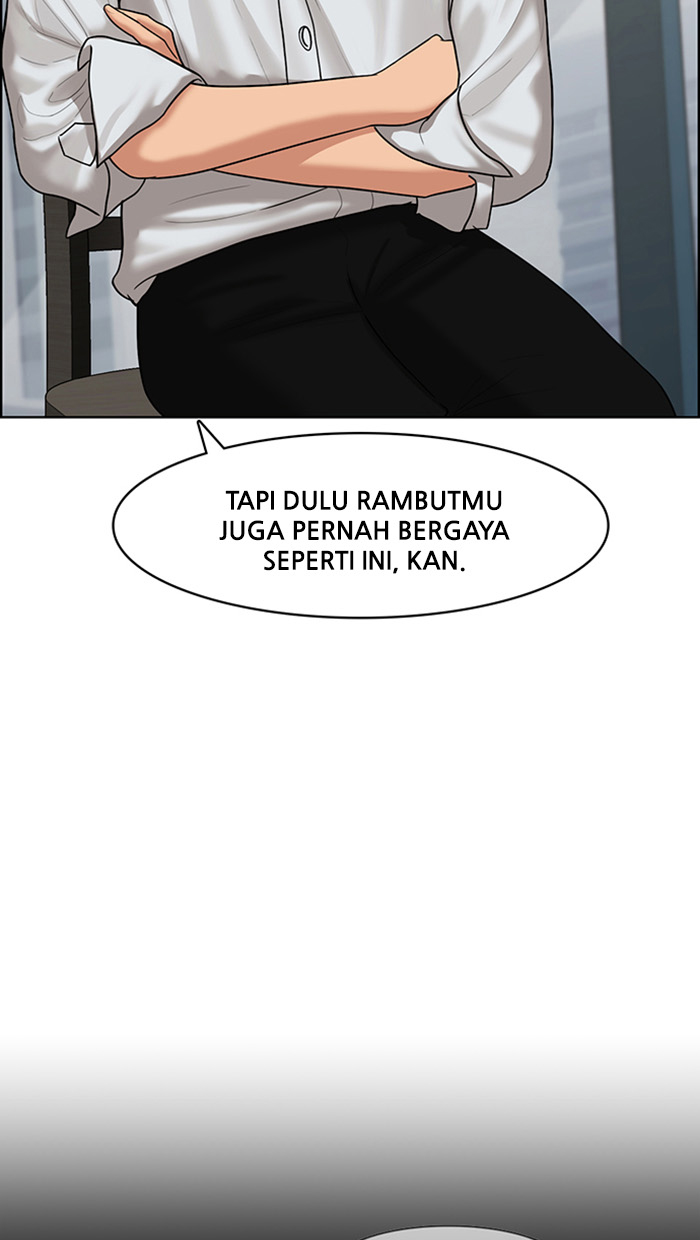 TAPI DULU RAMBUTMU
JUGA PERNAH BERGAYA
SEPERTI INI, KAN.